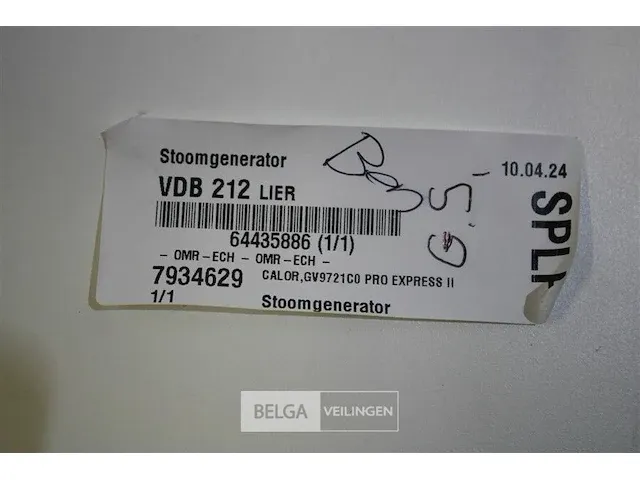 Stoomgenerator
10.04.24
VDB 212 LIER
64435886 (1/1)
- OMR-ECH - OMR-ECH -
7934629 CALOR,GV9721C0 PRO EXPRESS II
1/1 Stoomgenerator
BELGA VEILINGEN